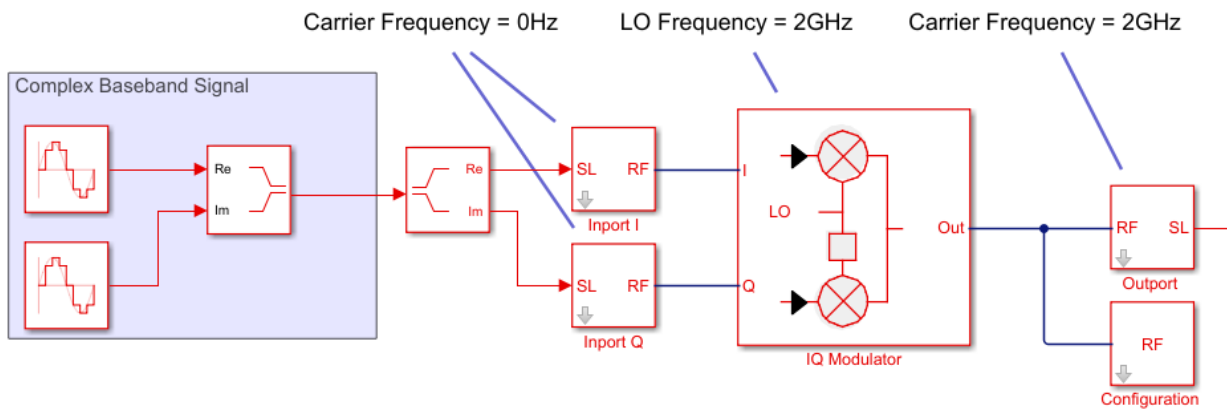 Carrier Frequency = 0Hz
LO Frequency = 2GHz
Carrier Frequency = 2GHz
Complex Baseband Signal
Re
Im
Re
Im
SL
RF
Inport I
SL
RF
Inport Q
I
Q
LO
Out
IQ Modulator
RF
SL
Outport
RF
Configuration